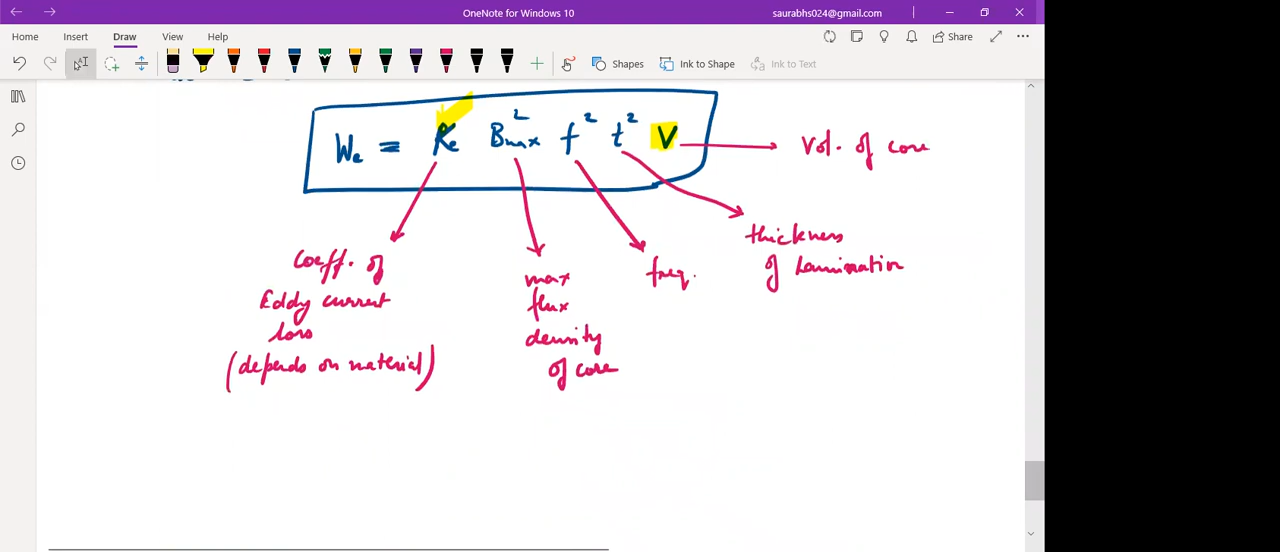 OneNote for Windows 10
saurabhs024@gmail.com
Home Insert Draw View Help
Shapes Ink to Shape Ink to Text Share
We = Ke Bmax² f² t² V
Vol. of core
thickness
of Lamination
freq.
max
flux
density
of core
Coeff. of
Eddy current
loss
(depends on material)